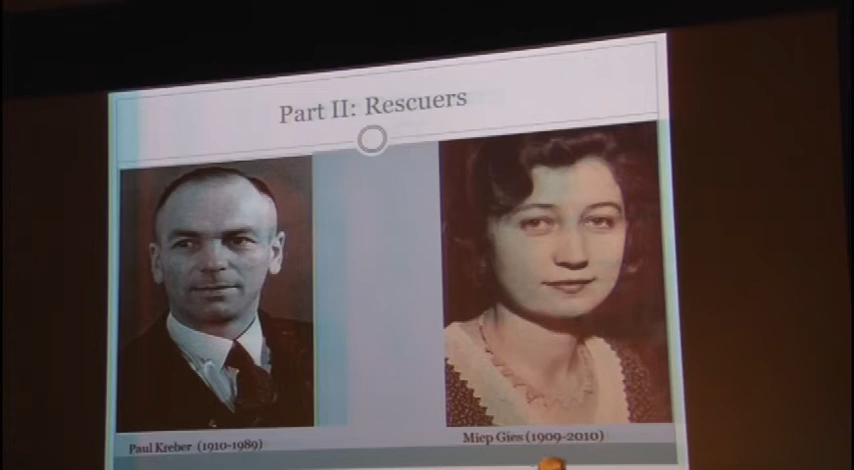 Part II: Rescuers
Paul Kreber (1910-1989)
Miep Gies (1909-2010)